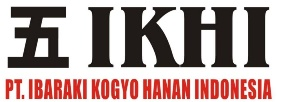 五 IKHI
PT. IBARAKI KOGYO HANAN INDONESIA